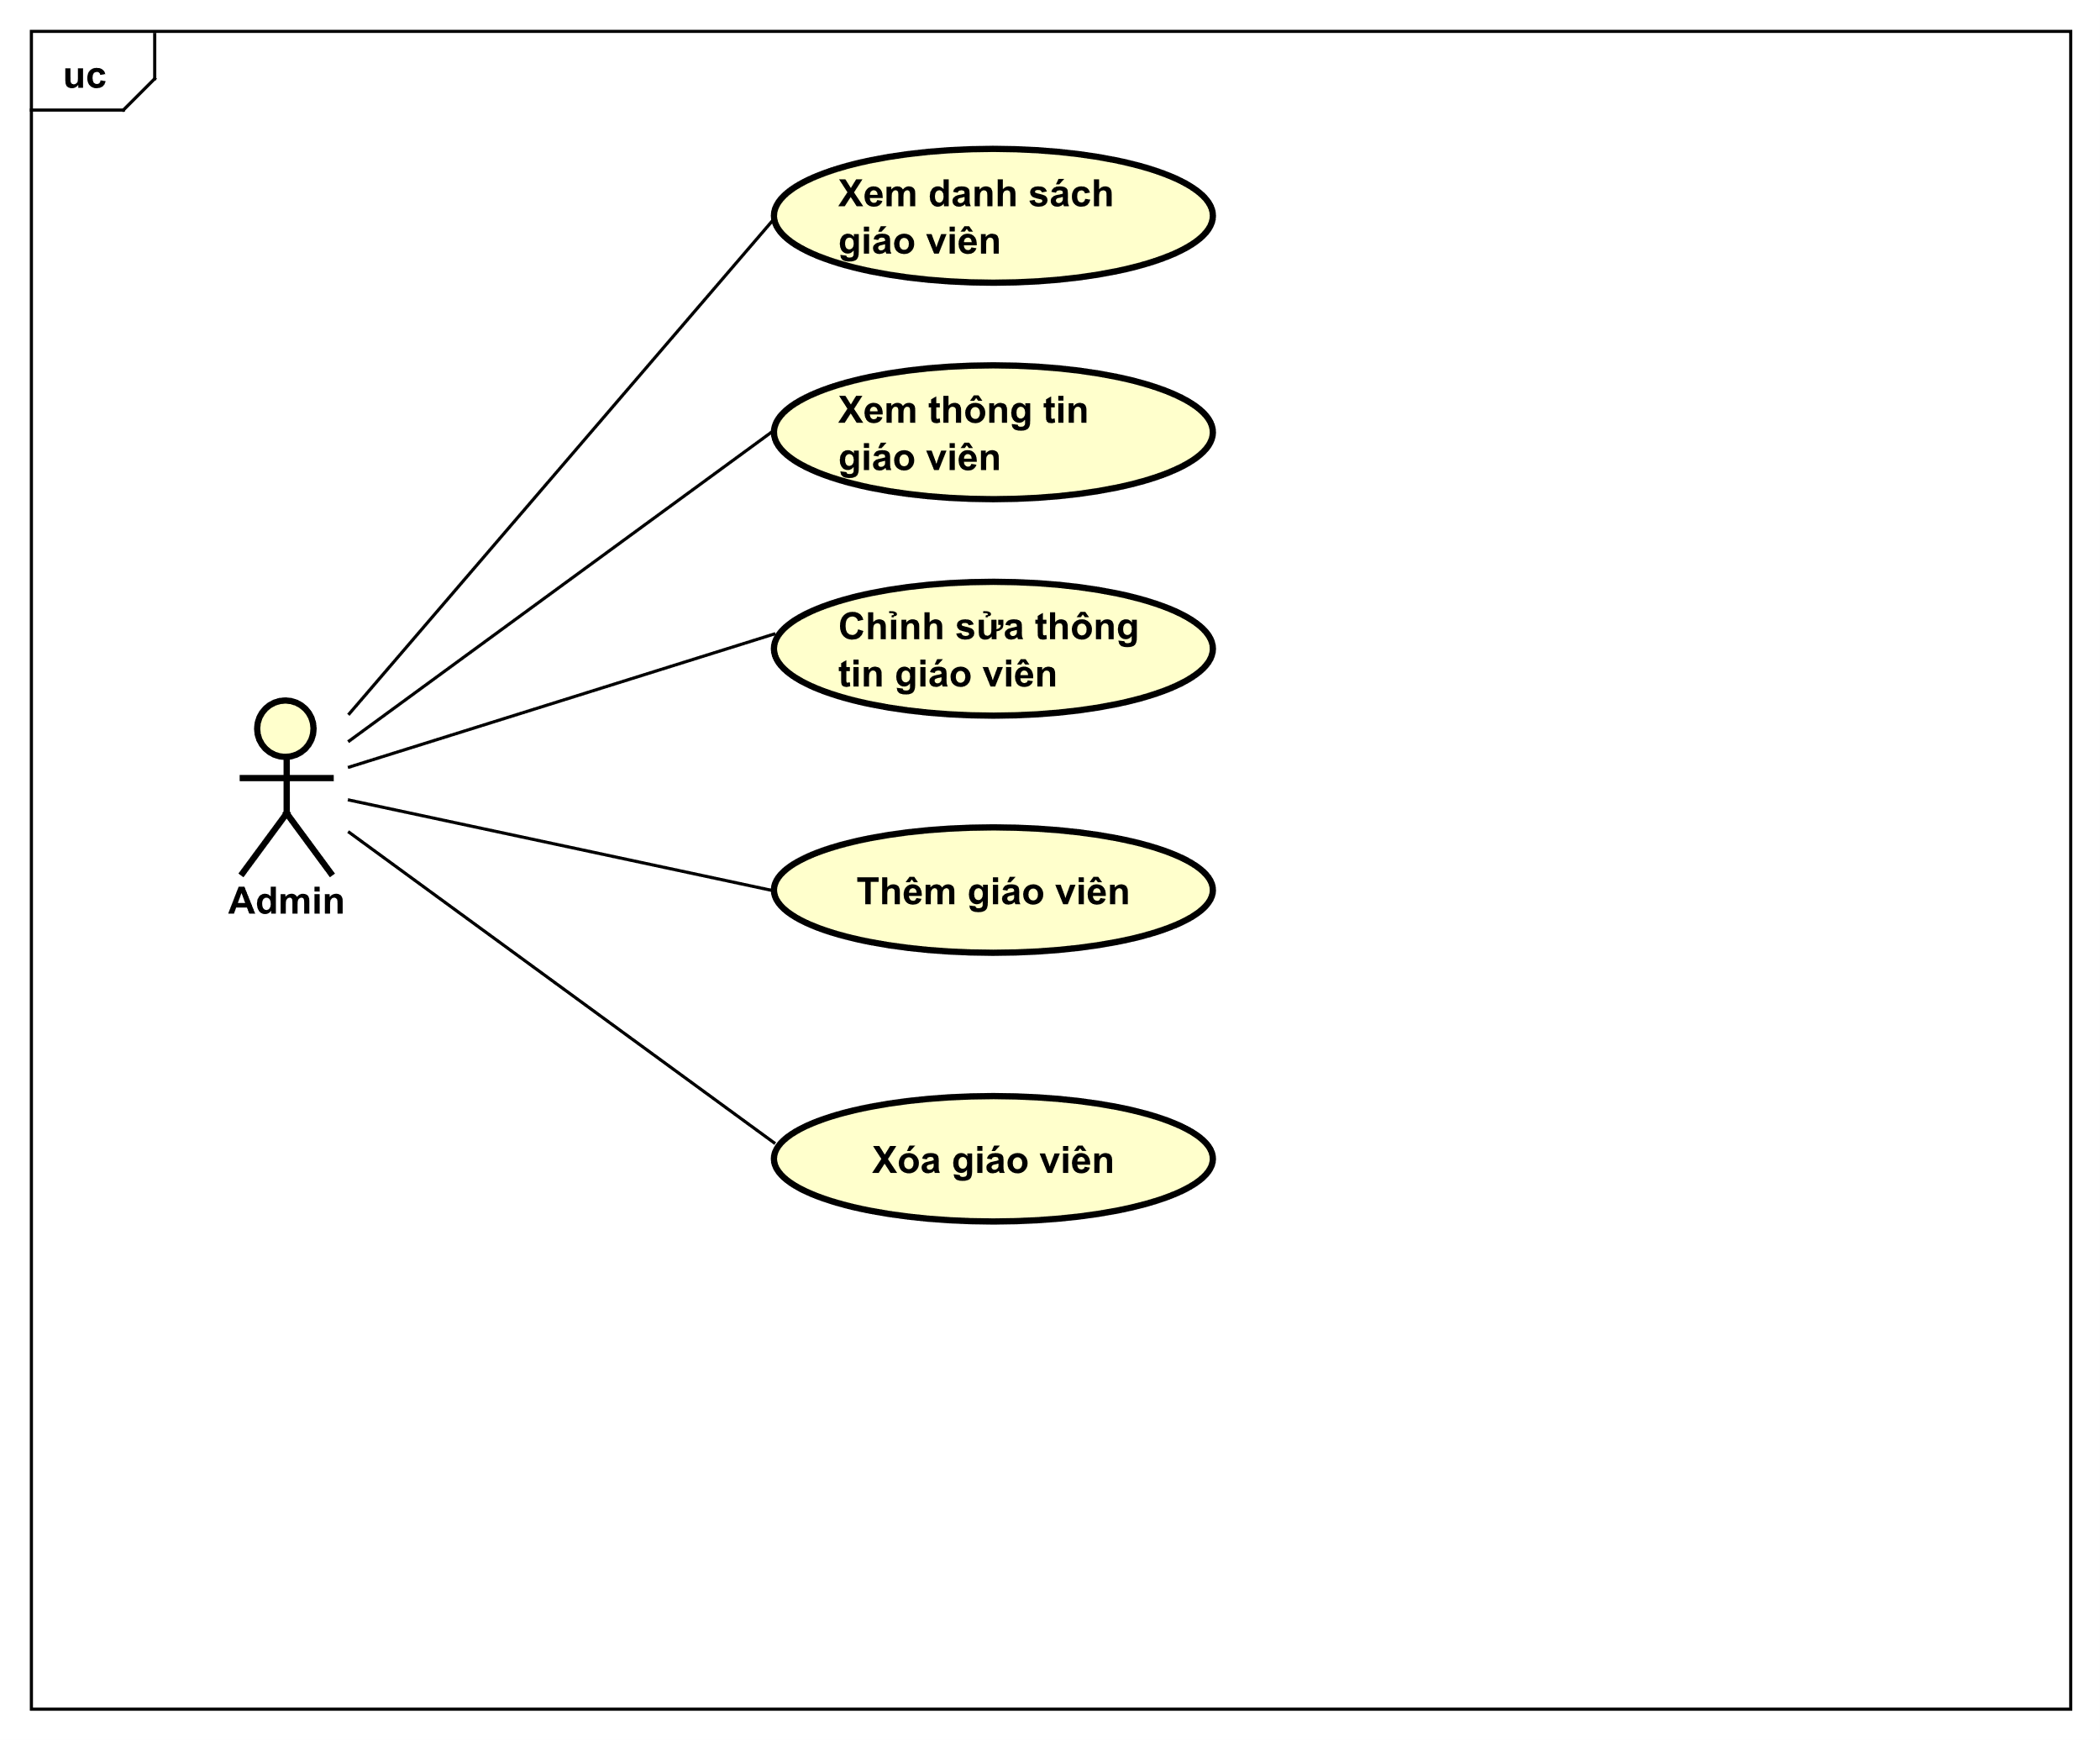 uc
Xem danh sách
giáo viên
Xem thông tin
giáo viên
Chỉnh sửa thông
tin giáo viên
Admin
Thêm giáo viên
Xóa giáo viên